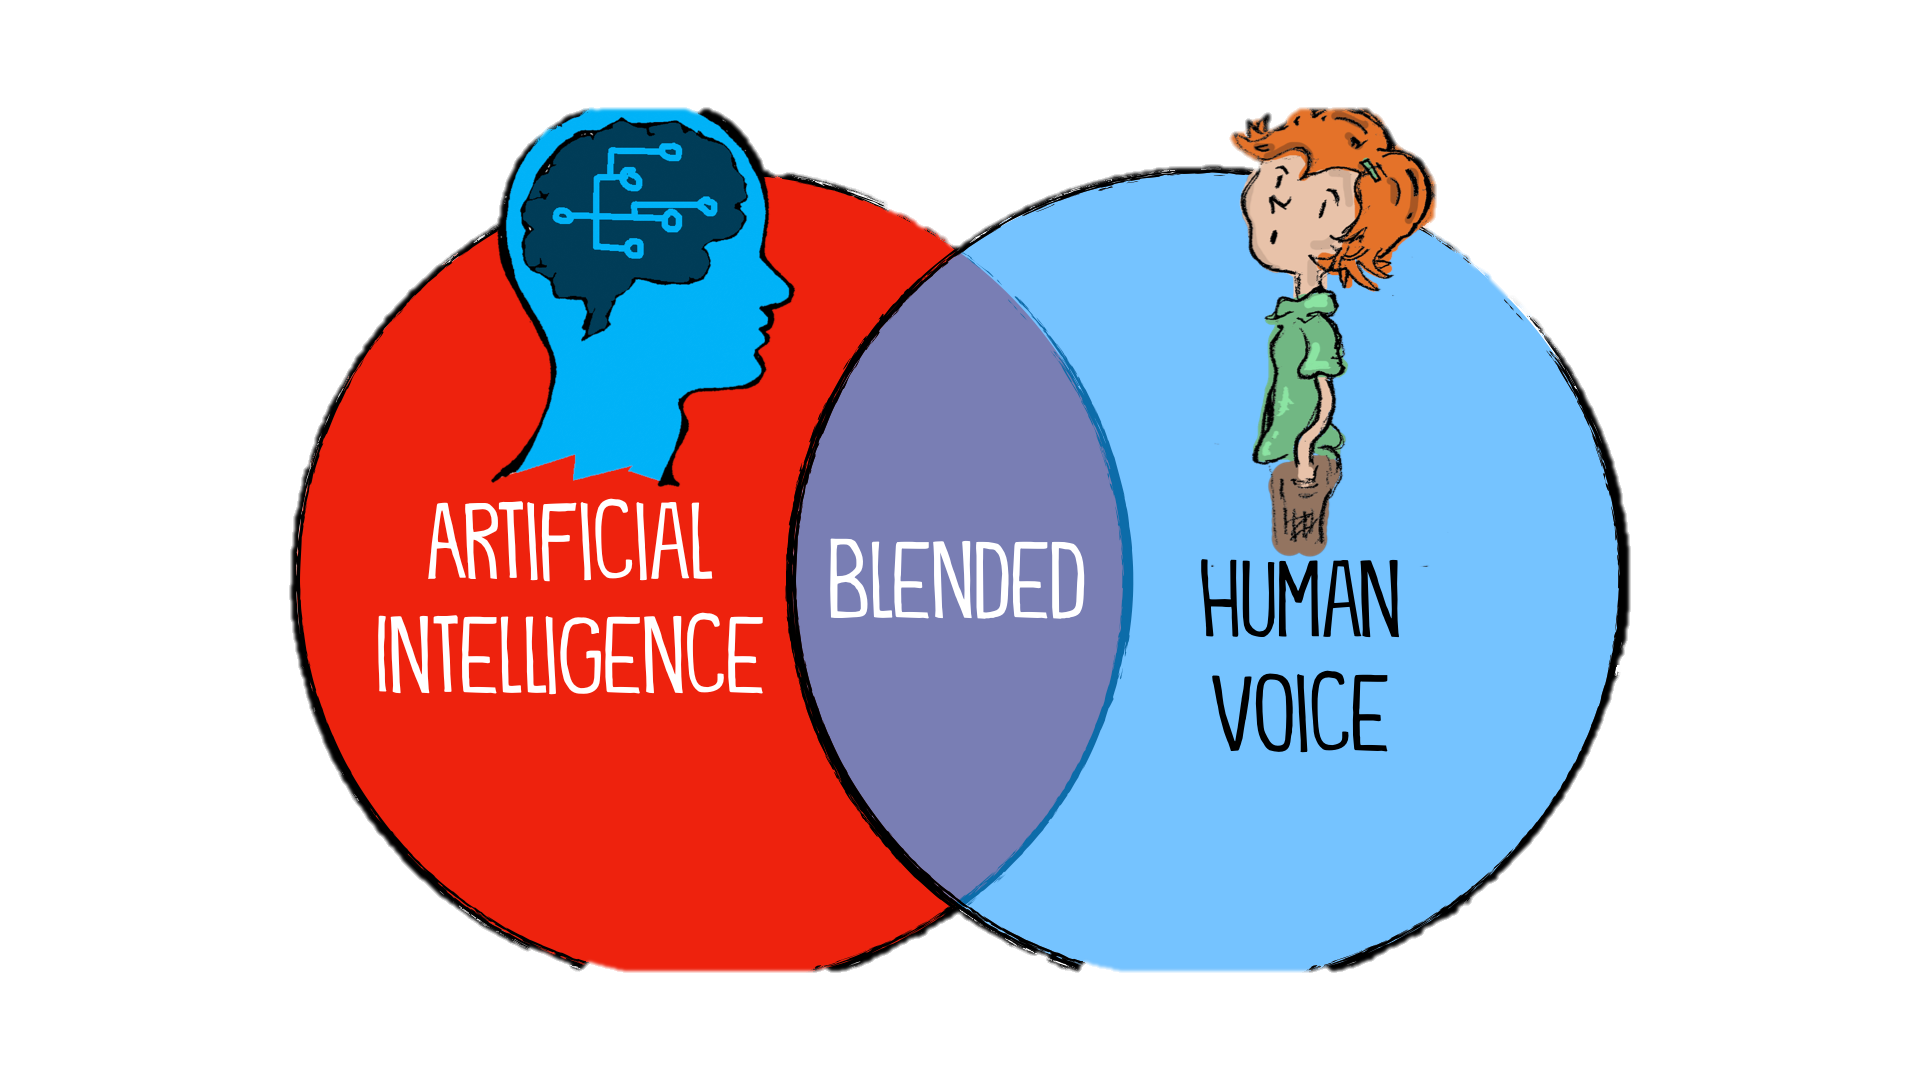 ARTIFICIAL
INTELLIGENCE
BLENDED
HUMAN
VOICE